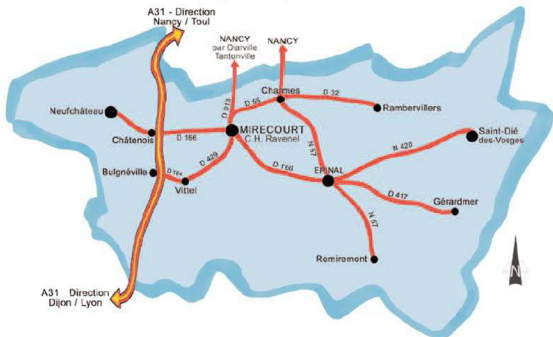 A31 - Direction
Nancy / Toul
NANCY
par Diarville
Tantonville
NANCY
Neufchâteau
D 913
D 55
Charmes
D 32
Rambervillers
Châtenois
D 166
MIRECOURT
C.H. Ravenel
N 57
N 420
Saint-Dié
des-Vosges
Bulgnéville
D 164
D 429
Vittel
D 166
EPINAL
D 417
Gérardmer
N 57
Remiremont
A31 Direction
Dijon / Lyon
N